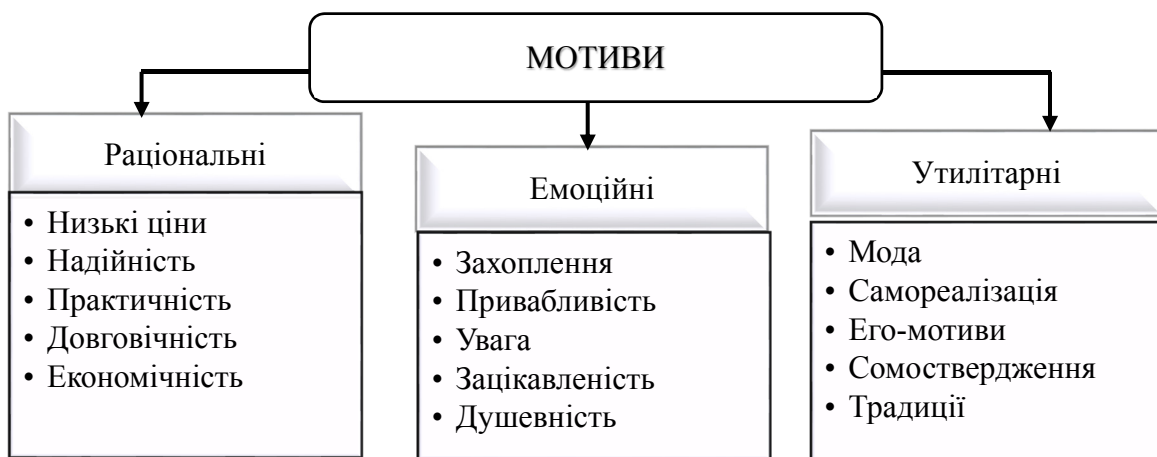 МОТИВИ
Раціональні
• Низькі ціни
• Надійність
• Практичність
• Довговічність
• Економічність
Емоційні
• Захоплення
• Привабливість
• Увага
• Зацікавленість
• Душевність
Утилітарні
• Мода
• Самореалізація
• Его-мотиви
• Сомоствердження
• Традиції